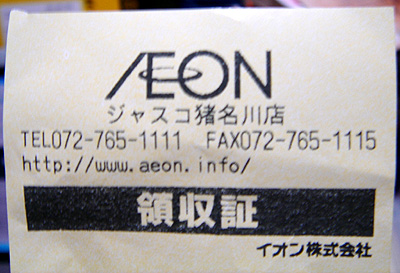 ÆON
ジャスコ猪名川店
TEL072-765-1111 FAX072-765-1115
http://www.aeon.info/
領収証
イオン株式会社